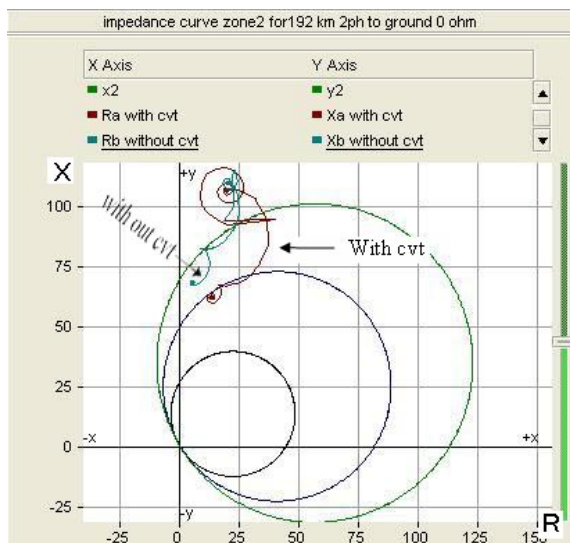 impedance curve zone2 for192 km 2ph to ground 0 ohm
X Axis Y Axis
x2 y2
Ra with cvt Xa with cvt
Rb without cvt Xb without cvt
X
+y
100
with out cvt
With cvt
75
50
25
-x 0 +x
-25
-y
R
-25 0 25 50 75 100 125 150